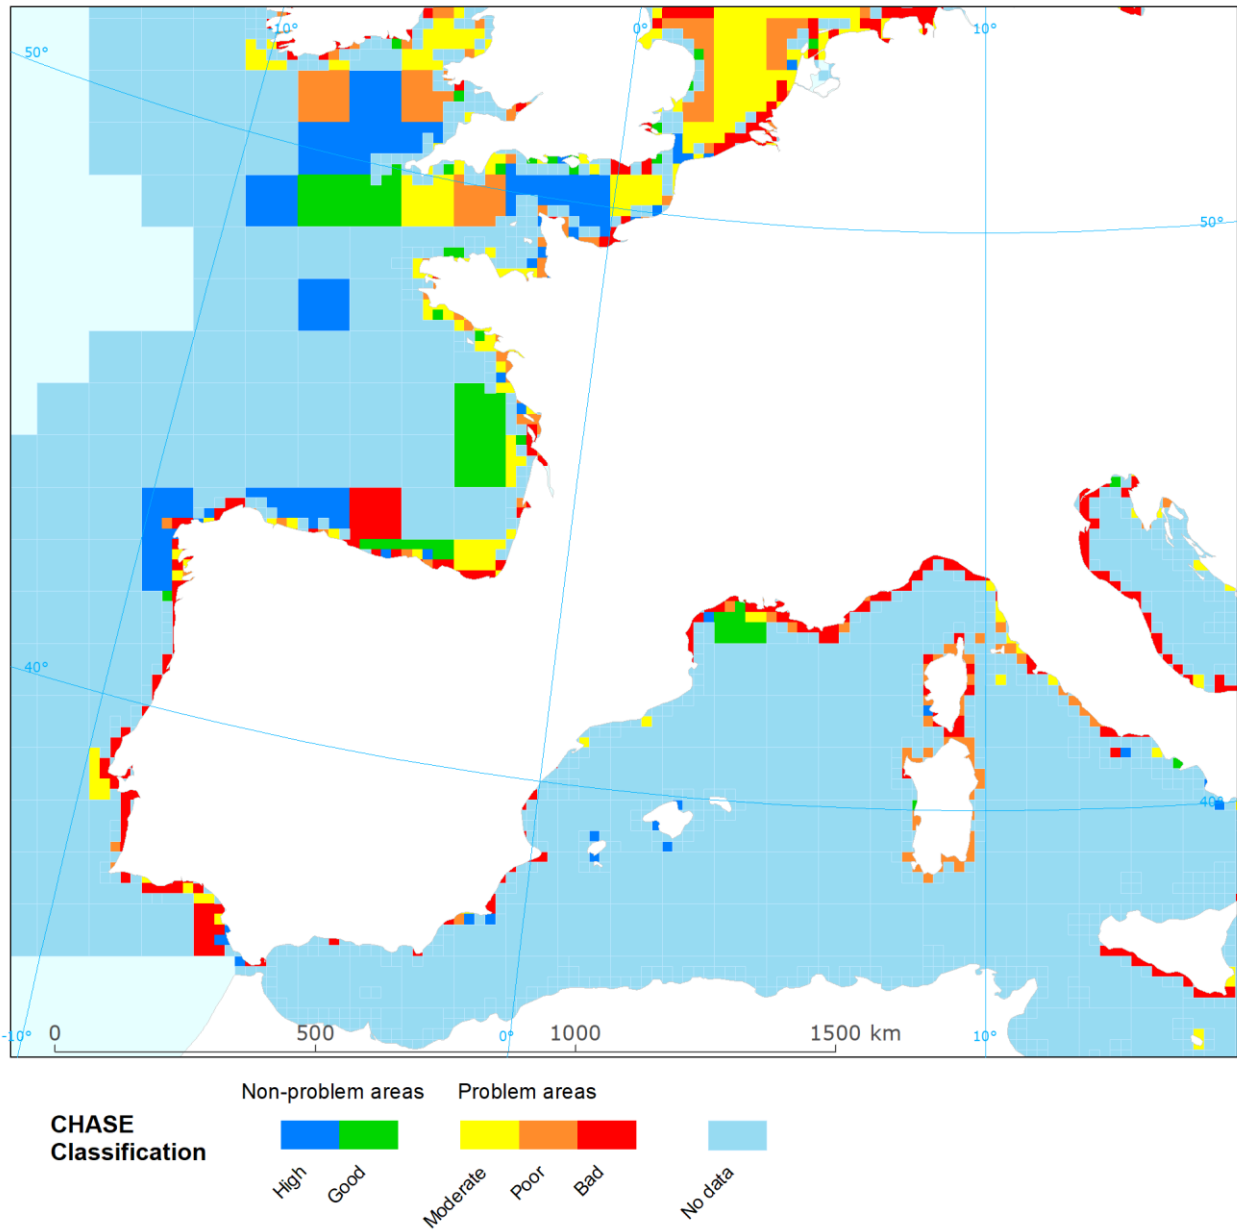 10°
0°
10°
50°
50°
40°
40°
-10°
0°
10°
0
500
1000
1500 km
Non-problem areas
Problem areas
CHASE
Classification
High
Good
Moderate
Poor
Bad
No data